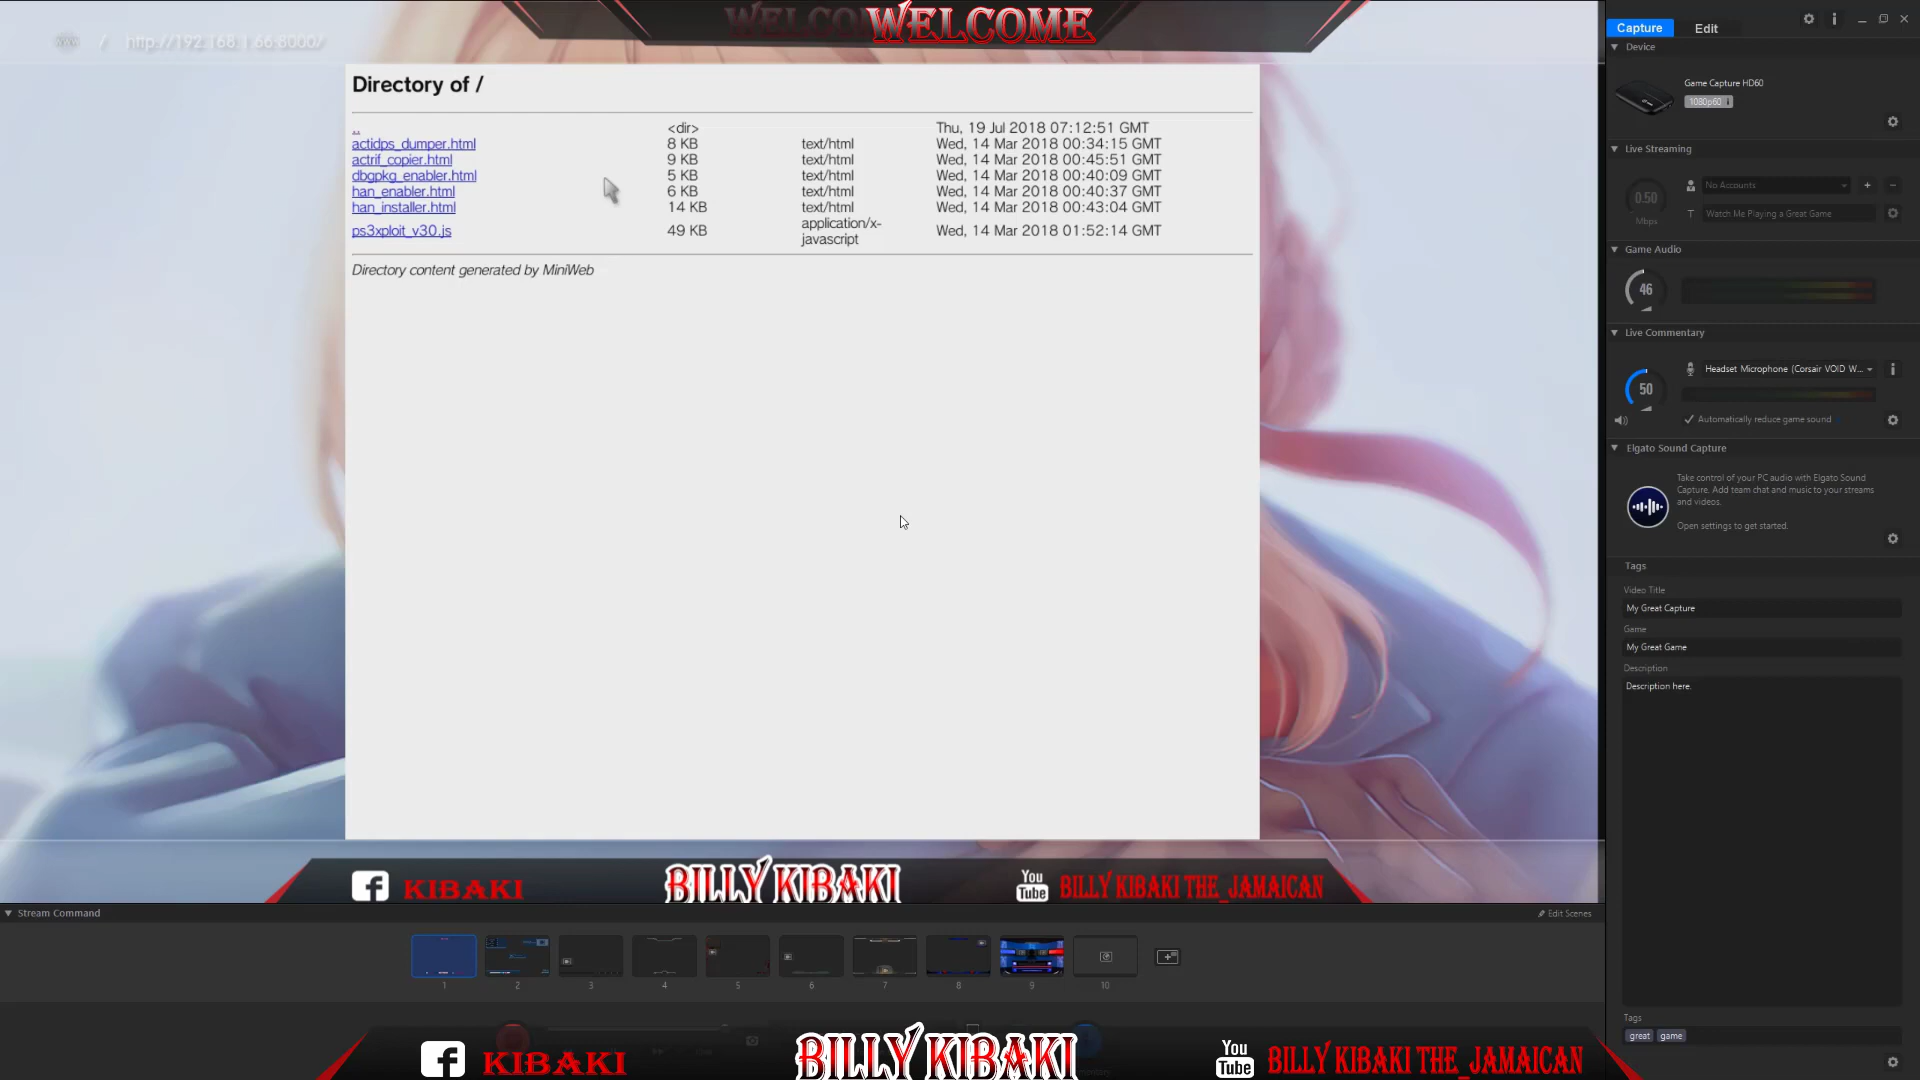 WELCOME
http://192.168.1.66:8000/
Directory of /
.. <dir> Thu, 19 Jul 2018 07:12:51 GMT
actidps_dumper.html 8 KB text/html Wed, 14 Mar 2018 00:34:15 GMT
actrif_copier.html 9 KB text/html Wed, 14 Mar 2018 00:45:51 GMT
dbgpkg_enabler.html 5 KB text/html Wed, 14 Mar 2018 00:40:09 GMT
han_enabler.html 6 KB text/html Wed, 14 Mar 2018 00:40:37 GMT
han_installer.html 14 KB text/html Wed, 14 Mar 2018 00:43:04 GMT
ps3xploit_v30.js 49 KB application/x-javascript Wed, 14 Mar 2018 01:52:14 GMT
Directory content generated by MiniWeb
KIBAKI
BILLY KIBAKI
You Tube BILLY KIBAKI THE_JAMAICAN
Stream Command
Edit Scenes
1 2 3 4 5 6 7 8 9 10
KIBAKI
BILLY KIBAKI
You Tube BILLY KIBAKI THE_JAMAICAN
Capture Edit
Device
Game Capture HD60
1080p60
Live Streaming
0.50
Mbps
No Accounts
Watch Me Playing a Great Game
Game Audio
46
Live Commentary
50
Headset Microphone (Corsair VOID W...
Automatically reduce game sound
Elgato Sound Capture
Take control of your PC audio with Elgato Sound
Capture. Add team chat and music to your streams
and videos.
Open settings to get started.
Tags
Video Title
My Great Capture
Game
My Great Game
Description
Description here.
Tags
great game